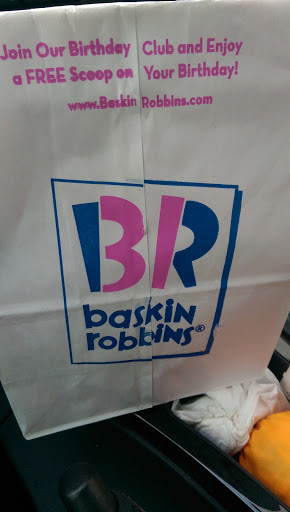 Join Our Birthday Club and Enjoy
a FREE Scoop on Your Birthday!
www.BaskinRobbins.com
BR
baskin
robbins®